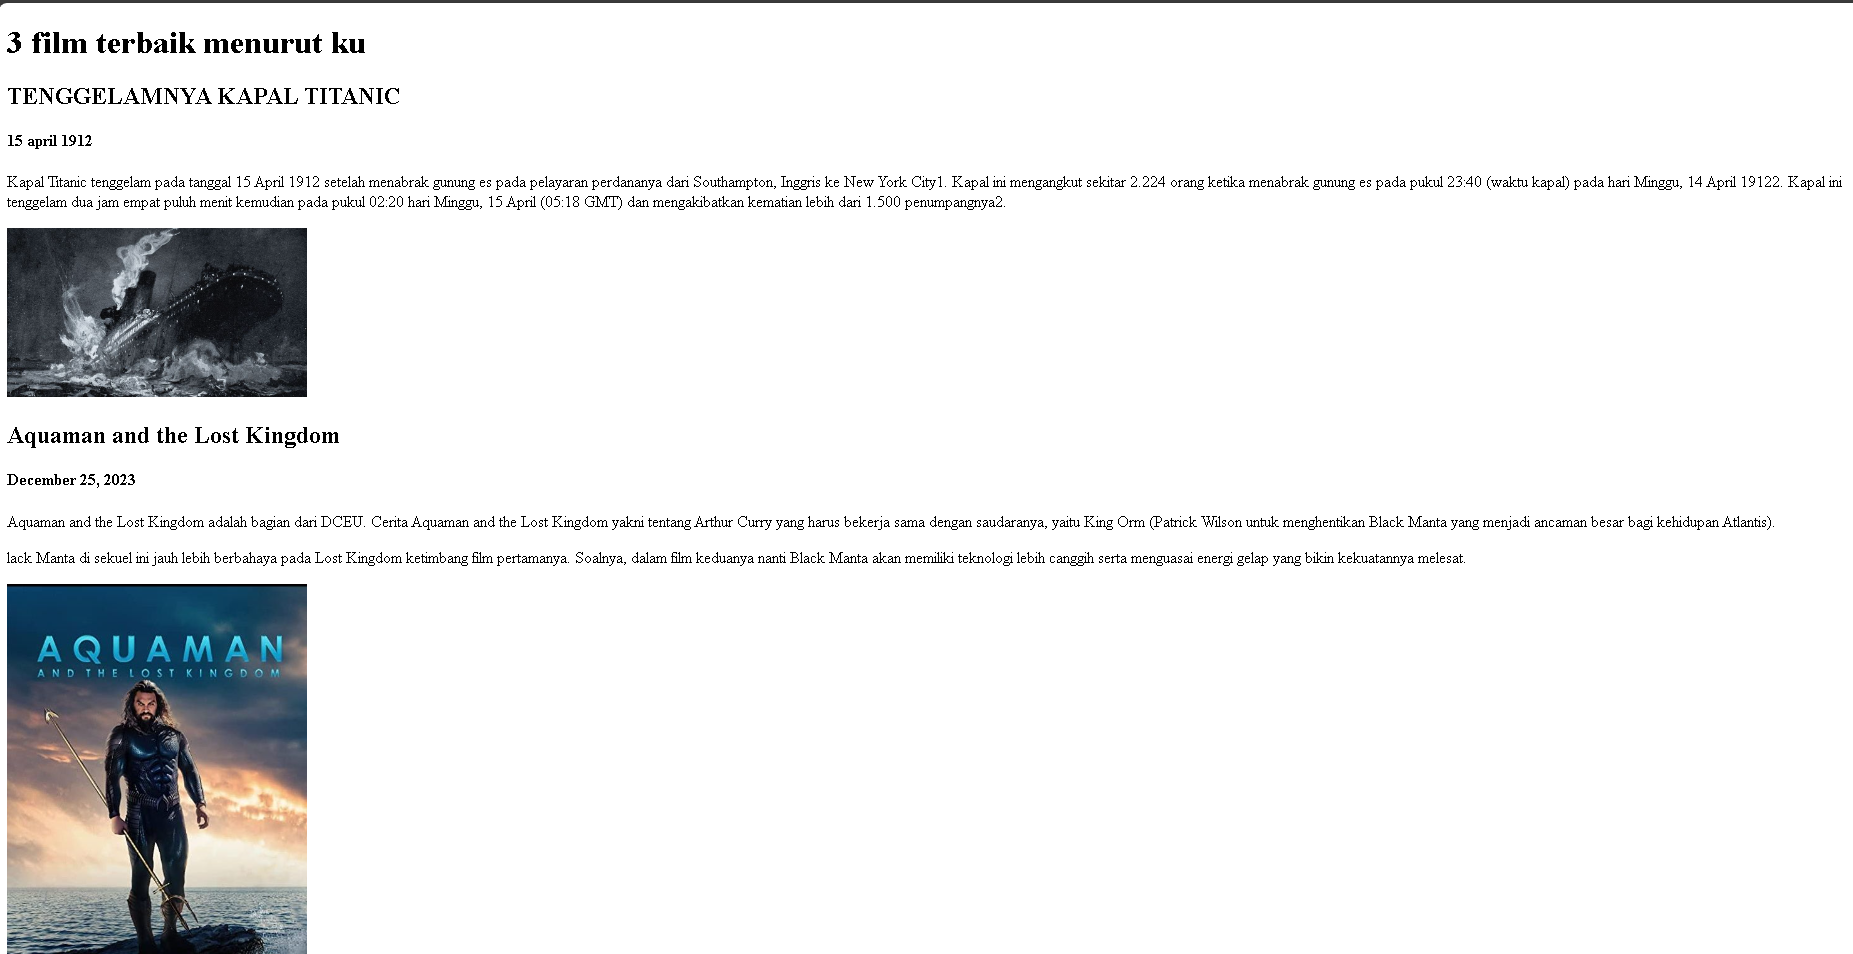 3 film terbaik menurut ku
TENGGELAMNYA KAPAL TITANIC
15 april 1912
Kapal Titanic tenggelam pada tanggal 15 April 1912 setelah menabrak gunung es pada pelayaran perdananya dari Southampton, Inggris ke New York City1. Kapal ini mengangkut sekitar 2.224 orang ketika menabrak gunung es pada pukul 23:40 (waktu kapal) pada hari Minggu, 14 April 19122. Kapal ini
tenggelam dua jam empat puluh menit kemudian pada pukul 02:20 hari Minggu, 15 April (05:18 GMT) dan mengakibatkan kematian lebih dari 1.500 penumpangnya2.
Aquaman and the Lost Kingdom
December 25, 2023
Aquaman and the Lost Kingdom adalah bagian dari DCEU. Cerita Aquaman and the Lost Kingdom yakni tentang Arthur Curry yang harus bekerja sama dengan saudaranya, yaitu King Orm (Patrick Wilson untuk menghentikan Black Manta yang menjadi ancaman besar bagi kehidupan Atlantis).
lack Manta di sekuel ini jauh lebih berbahaya pada Lost Kingdom ketimbang film pertamanya. Soalnya, dalam film keduanya nanti Black Manta akan memiliki teknologi lebih canggih serta menguasai energi gelap yang bikin kekuatannya melesat.
AQUAMAN
AND THE LOST KINGDOM